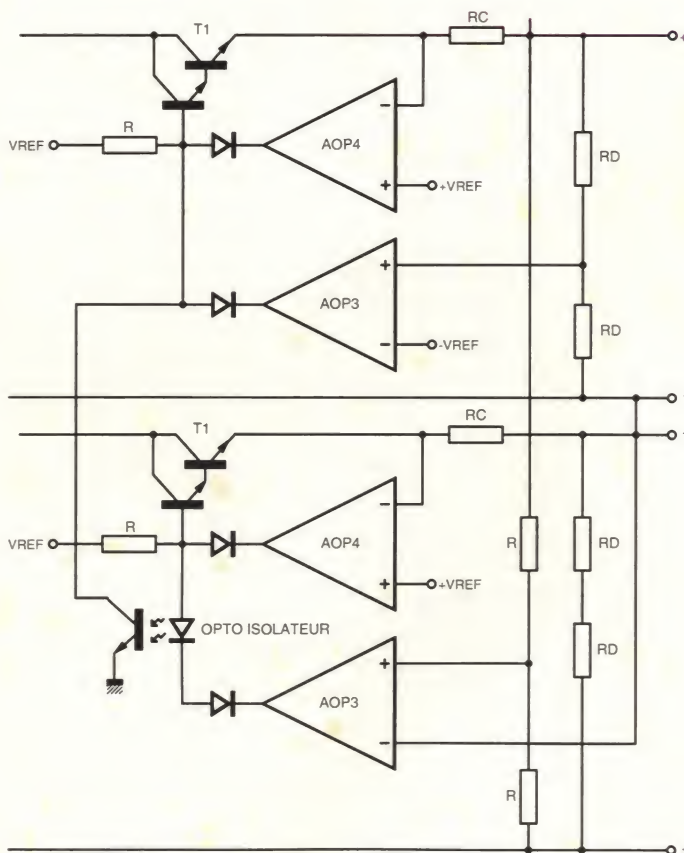 T1
RC
+
R
VREF
-
AOP4
+
+VREF
RD
+
AOP3
-
-VREF
RD
T1
RC
R
VREF
-
AOP4
+
+VREF
R
RD
OPTO ISOLATEUR
RD
+
AOP3
-
R